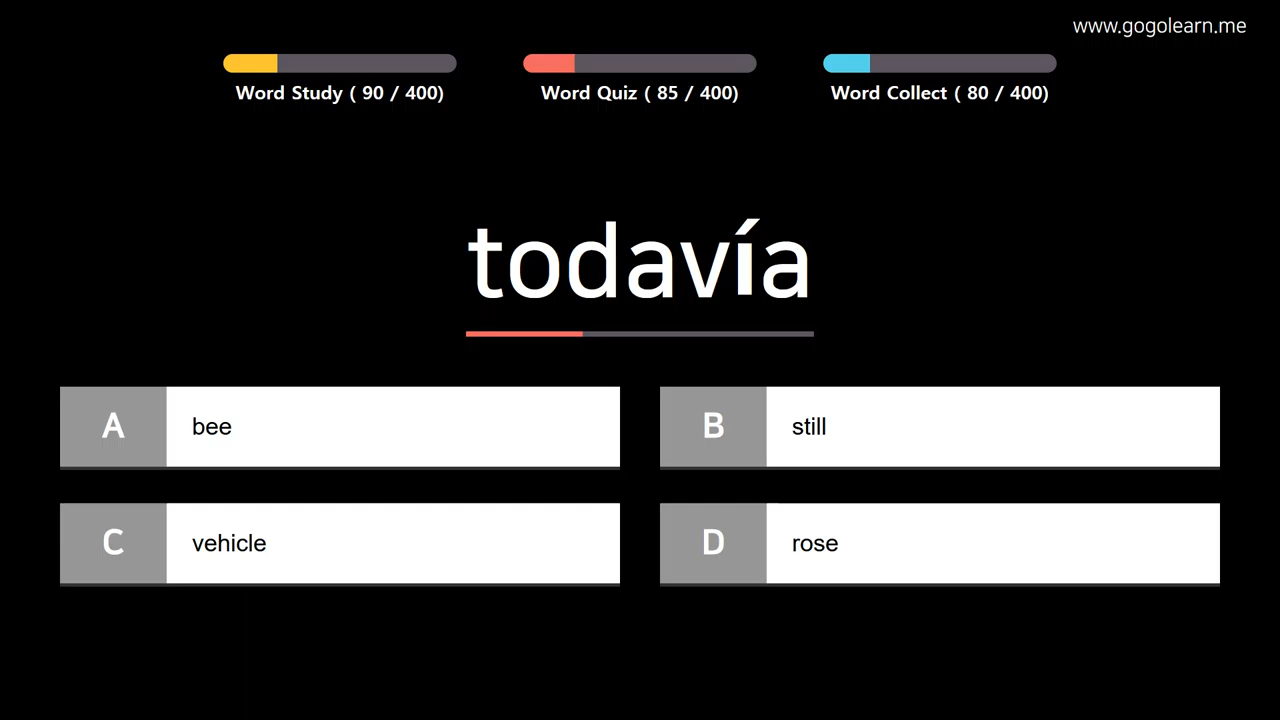 www.gogolearn.me
Word Study ( 90 / 400)
Word Quiz ( 85 / 400)
Word Collect ( 80 / 400)
todavía
A bee
B still
C vehicle
D rose